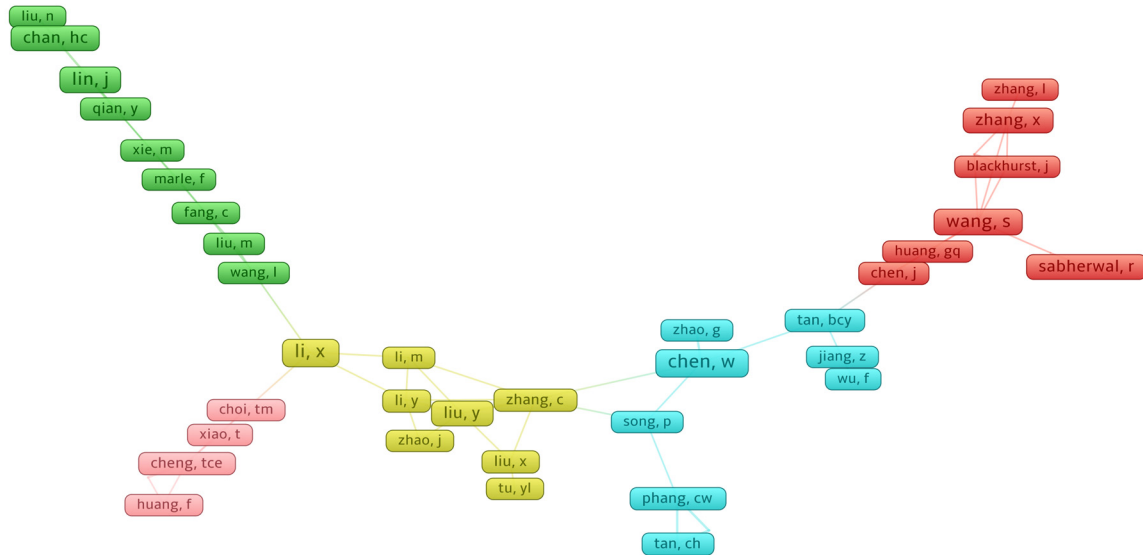 liu, n
chan, hc
lin, j
qian, y
xie, m
marle, f
fang, c
liu, m
wang, l
li, x
choi, tm
xiao, t
cheng, tce
huang, f
li, m
li, y
liu, y
zhao, j
zhang, c
liu, x
tu, yl
zhao, g
chen, w
song, p
phang, cw
tan, ch
tan, bcy
jiang, z
wu, f
zhang, l
zhang, x
blackhurst, j
wang, s
huang, gq
chen, j
sabherwal, r